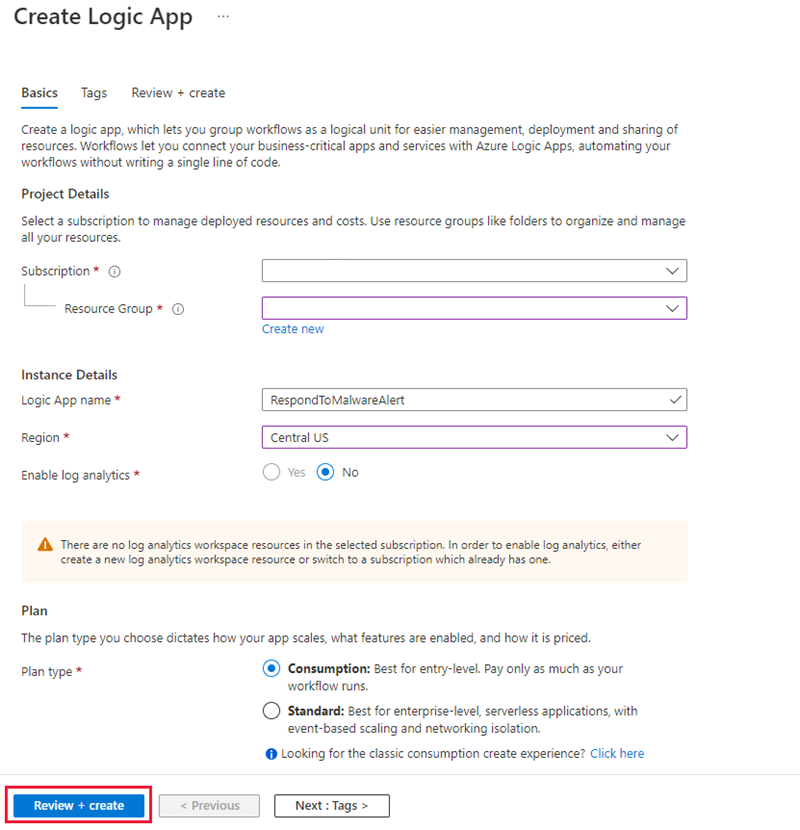 Create Logic App ...
Basics Tags Review + create
Create a logic app, which lets you group workflows as a logical unit for easier management, deployment and sharing of
resources. Workflows let you connect your business-critical apps and services with Azure Logic Apps, automating your
workflows without writing a single line of code.
Project Details
Select a subscription to manage deployed resources and costs. Use resource groups like folders to organize and manage
all your resources.
Subscription *
Resource Group *
Create new
Instance Details
Logic App name * RespondToMalwareAlert
Region * Central US
Enable log analytics * Yes No
There are no log analytics workspace resources in the selected subscription. In order to enable log analytics, either
create a new log analytics workspace resource or switch to a subscription which already has one.
Plan
The plan type you choose dictates how your app scales, what features are enabled, and how it is priced.
Plan type * Consumption: Best for entry-level. Pay only as much as your
workflow runs.
Standard: Best for enterprise-level, serverless applications, with
event-based scaling and networking isolation.
Looking for the classic consumption create experience? Click here
Review + create < Previous Next : Tags >